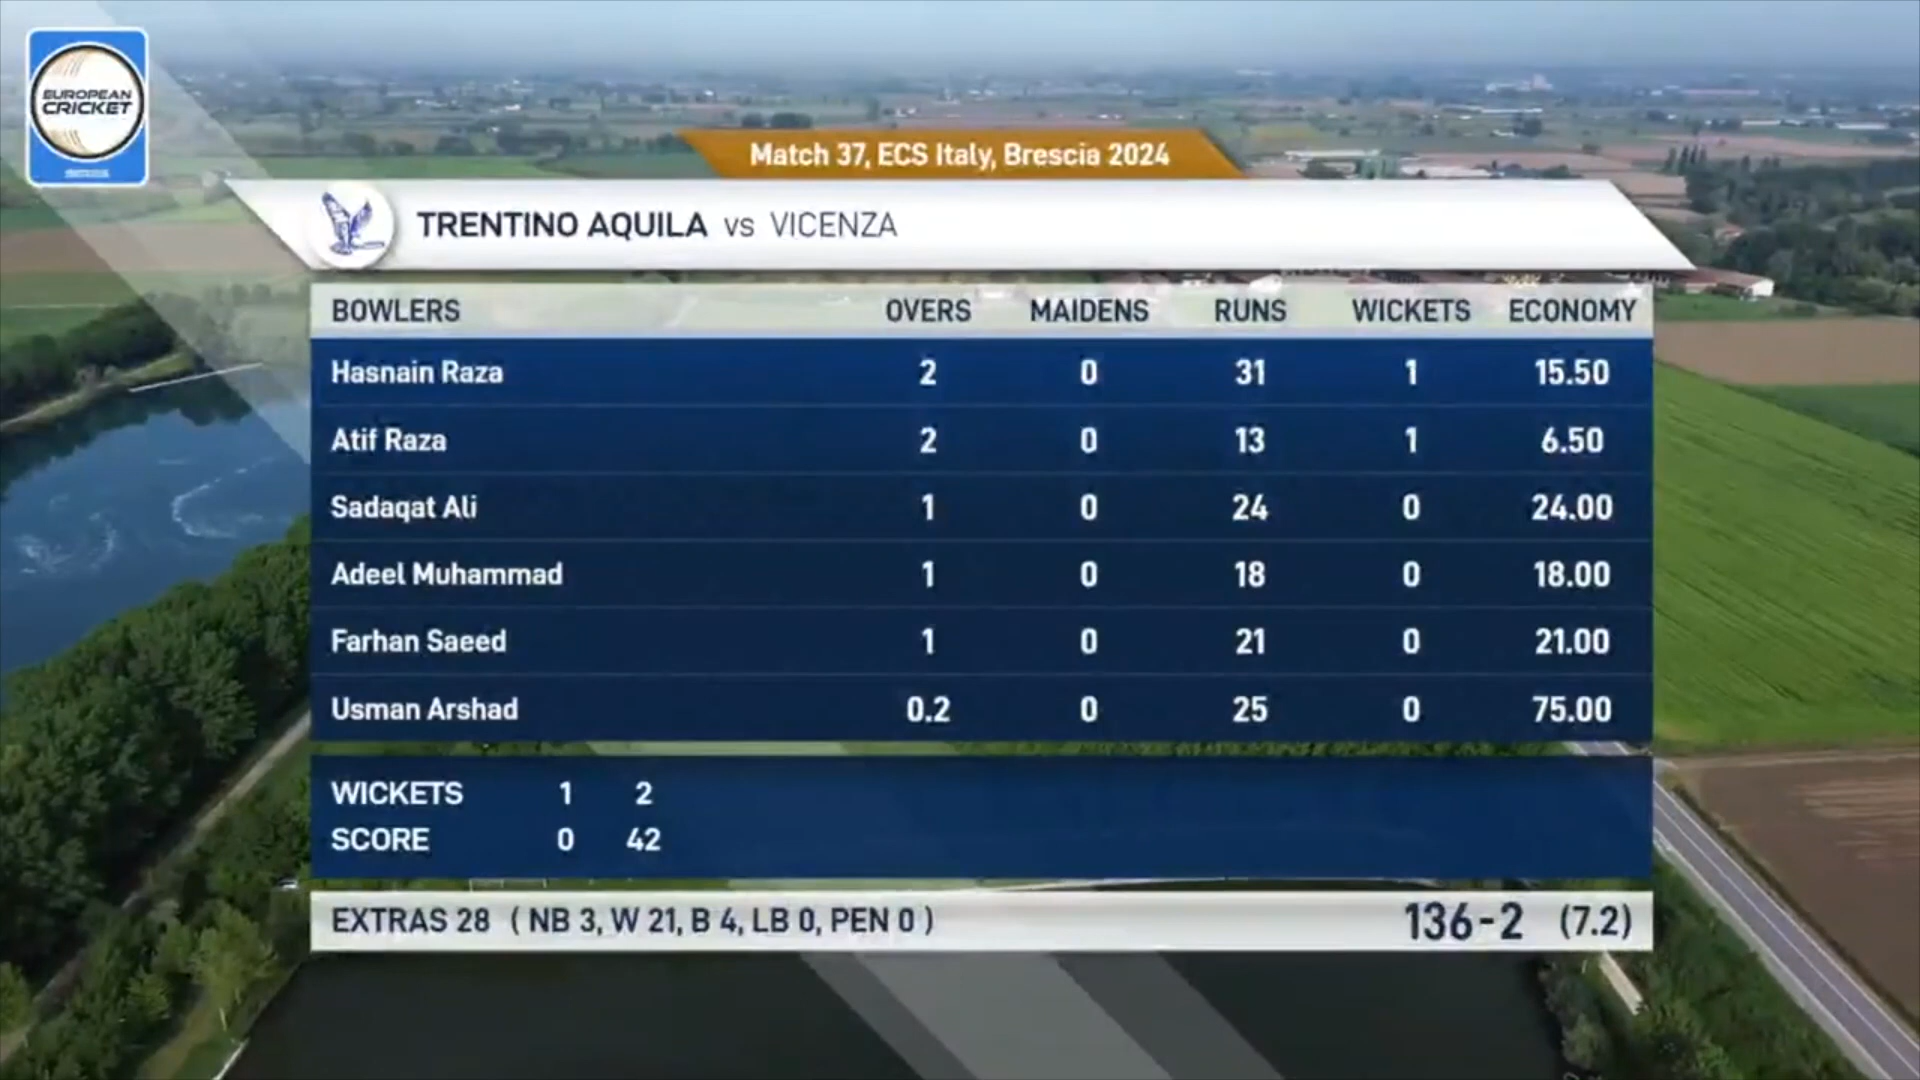 EUROPEAN
CRICKET
Match 37, ECS Italy, Brescia 2024
TRENTINO AQUILA vs VICENZA
BOWLERS OVERS MAIDENS RUNS WICKETS ECONOMY
Hasnain Raza 2 0 31 1 15.50
Atif Raza 2 0 13 1 6.50
Sadaqat Ali 1 0 24 0 24.00
Adeel Muhammad 1 0 18 0 18.00
Farhan Saeed 1 0 21 0 21.00
Usman Arshad 0.2 0 25 0 75.00
WICKETS 1 2
SCORE 0 42
EXTRAS 28 ( NB 3, W 21, B 4, LB 0, PEN 0 ) 136-2 (7.2)